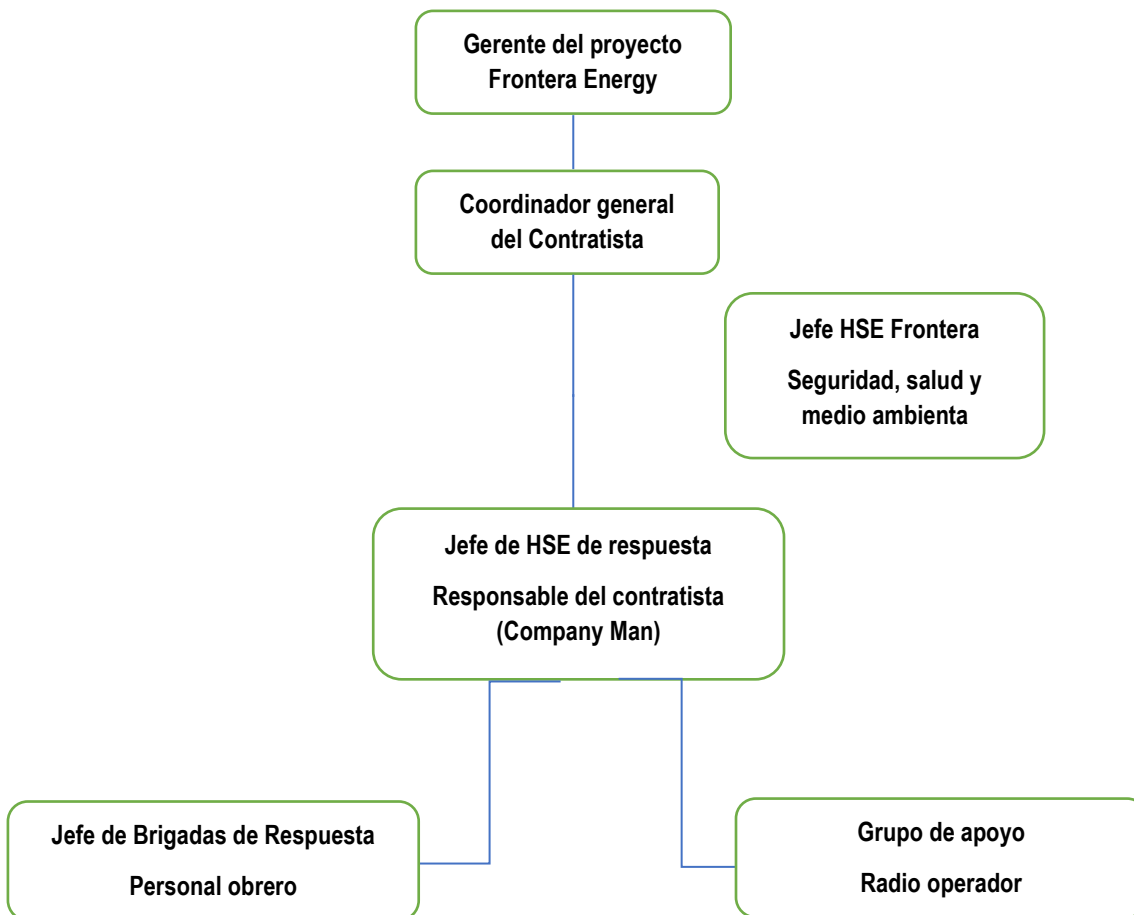 Gerente del proyecto
Frontera Energy
Coordinador general
del Contratista
Jefe HSE Frontera
Seguridad, salud y
medio ambienta
Jefe de HSE de respuesta
Responsable del contratista
(Company Man)
Jefe de Brigadas de Respuesta
Personal obrero
Grupo de apoyo
Radio operador